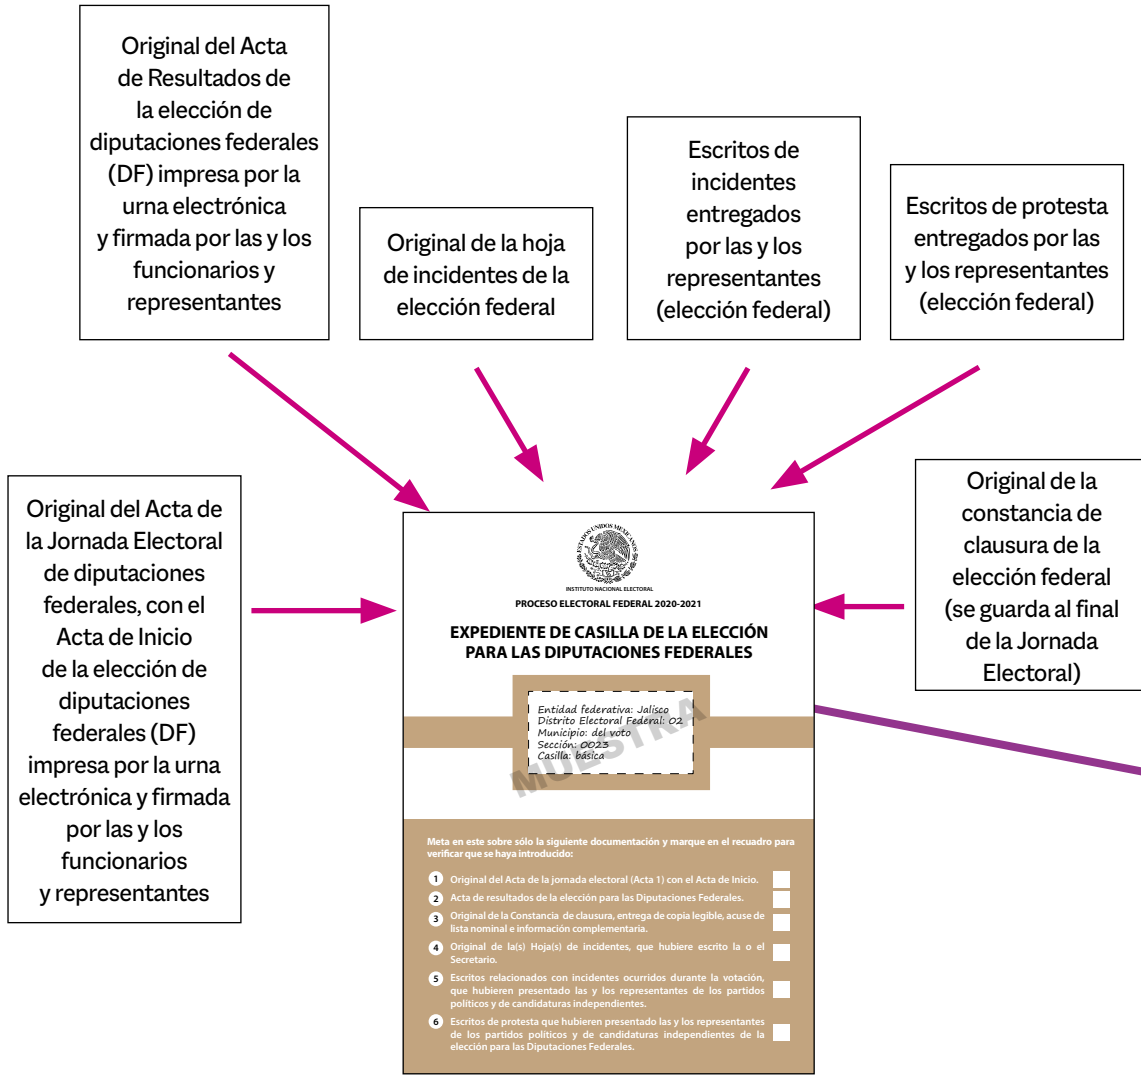 Original del Acta
de Resultados de
la elección de
diputaciones federales
(DF) impresa por la
urna electrónica
y firmada por las y los
funcionarios y
representantes
Original de la hoja
de incidentes de la
elección federal
Escritos de
incidentes
entregados
por las y los
representantes
(elección federal)
Escritos de protesta
entregados por las
y los representantes
(elección federal)
Original del Acta de
la Jornada Electoral
de diputaciones
federales, con el
Acta de Inicio
de la elección de
diputaciones
federales (DF)
impresa por la urna
electrónica y firmada
por las y los
funcionarios
y representantes
Original de la
constancia de
clausura de la
elección federal
(se guarda al final
de la Jornada
Electoral)
ESTADOS UNIDOS MEXICANOS
INSTITUTO NACIONAL ELECTORAL
PROCESO ELECTORAL FEDERAL 2020-2021
EXPEDIENTE DE CASILLA DE LA ELECCIÓN
PARA LAS DIPUTACIONES FEDERALES
Entidad federativa: Jalisco
Distrito Electoral Federal: 02
Municipio: del voto
Sección: 0023
Casilla: básica
MUESTRA
Meta en este sobre sólo la siguiente documentación y marque en el recuadro para
verificar que se haya introducido:
1 Original del Acta de la jornada electoral (Acta 1) con el Acta de Inicio.
2 Acta de resultados de la elección para las Diputaciones Federales.
3 Original de la Constancia de clausura, entrega de copia legible, acuse de
lista nominal e información complementaria.
4 Original de la(s) Hoja(s) de incidentes, que hubiere escrito la o el
Secretario.
5 Escritos relacionados con incidentes ocurridos durante la votación,
que hubieren presentado las y los representantes de los partidos
políticos y de candidaturas independientes.
6 Escritos de protesta que hubieren presentado las y los representantes
de los partidos políticos y de candidaturas independientes de la
elección para las Diputaciones Federales.